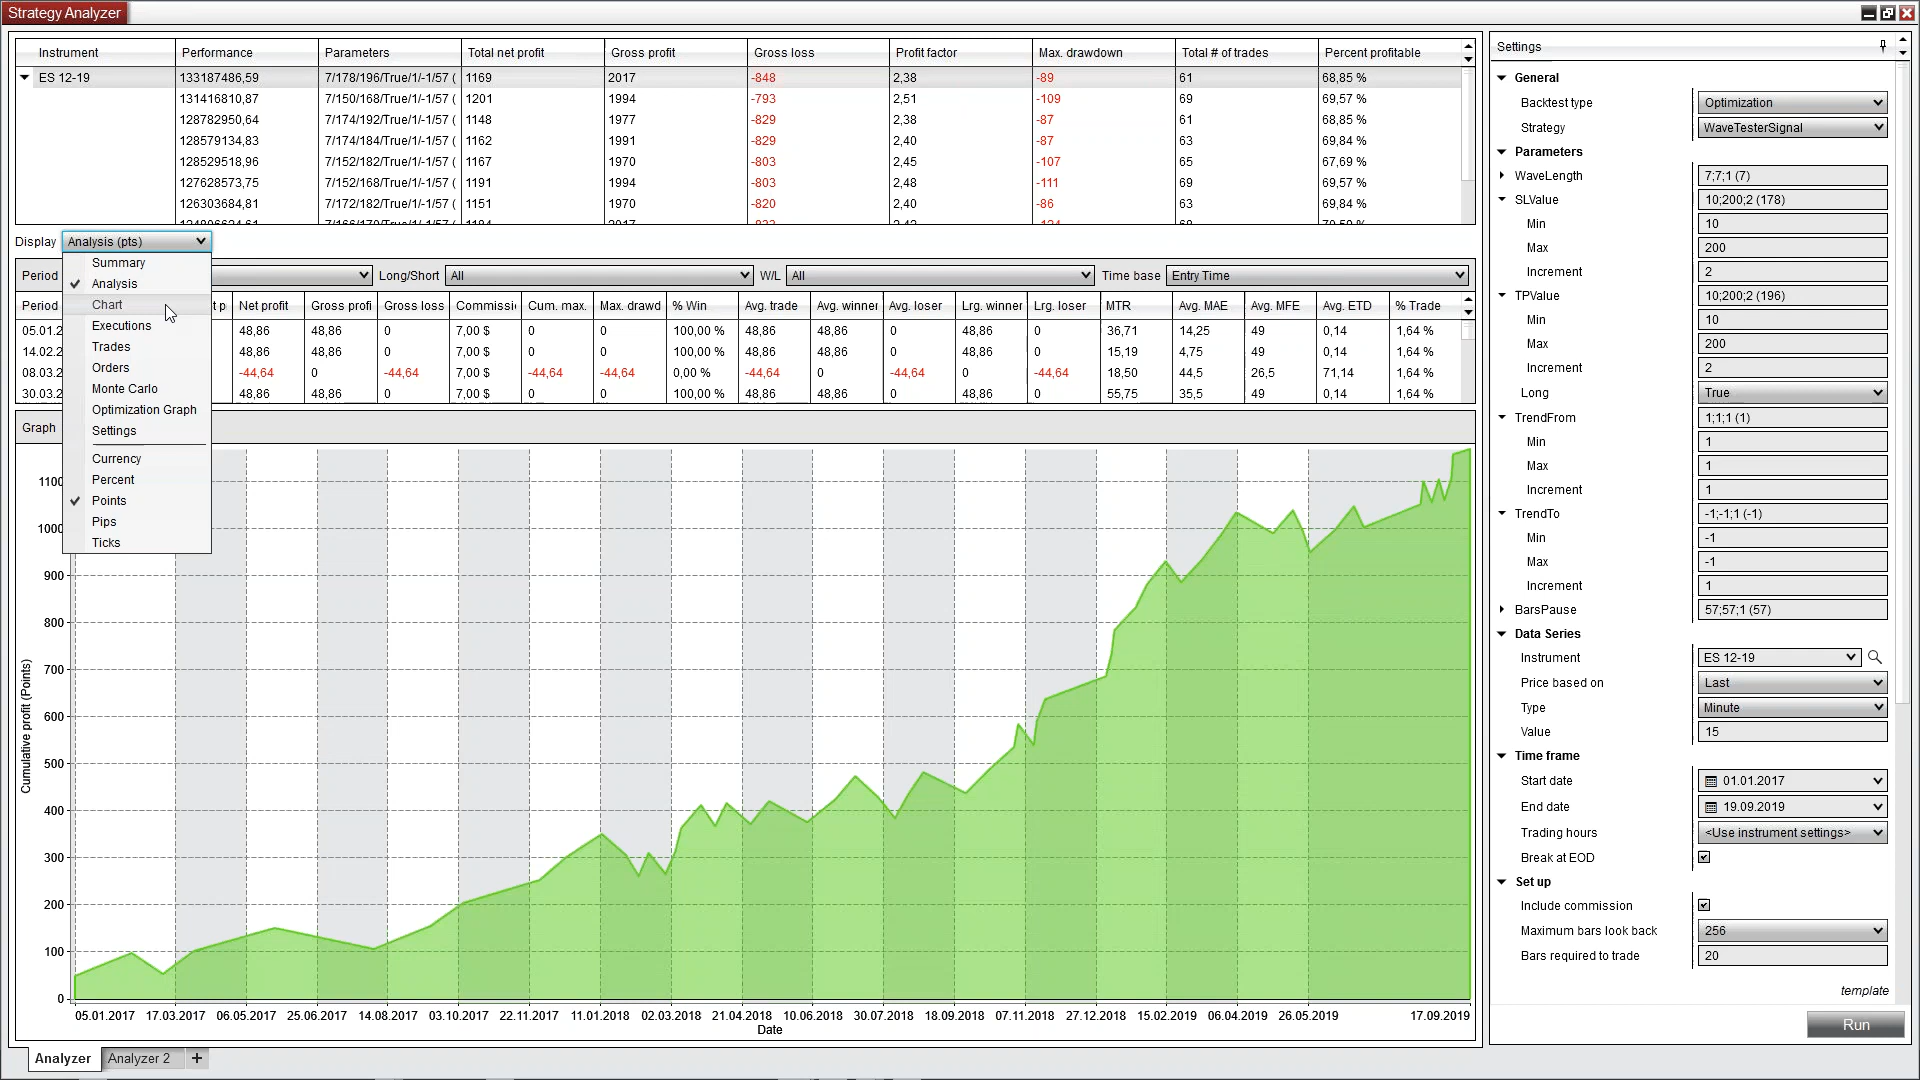 Strategy Analyzer
Instrument Performance Parameters Total net profit Gross profit Gross loss Profit factor Max. drawdown Total # of trades Percent profitable
ES 12-19 133187486,59 7/178/196/True/1/-1/57 ( 1169 2017 -848 2,38 -89 61 68,85 %
131416810,87 7/150/168/True/1/-1/57 ( 1201 1994 -793 2,51 -109 69 69,57 %
128782950,64 7/174/192/True/1/-1/57 ( 1148 1977 -829 2,38 -87 61 68,85 %
128579134,83 7/174/184/True/1/-1/57 ( 1162 1991 -829 2,40 -87 63 69,84 %
128529518,96 7/152/182/True/1/-1/57 ( 1167 1970 -803 2,45 -107 65 67,69 %
127628573,75 7/152/168/True/1/-1/57 ( 1191 1994 -803 2,48 -111 69 69,57 %
126303684,81 7/172/182/True/1/-1/57 ( 1151 1970 -820 2,40 -86 63 69,84 %
Display Analysis (pts)
Summary
Analysis
Chart
Executions
Trades
Orders
Monte Carlo
Optimization Graph
Settings
Currency
Percent
Points
Pips
Ticks
Period Long/Short All W/L All Time base Entry Time
Period t p Net profit Gross profi Gross loss Commissi Cum. max. Max. drawd % Win Avg. trade Avg. winner Avg. loser Lrg. winner Lrg. loser MTR Avg. MAE Avg. MFE Avg. ETD % Trade
05.01.2 48,86 48,86 0 7,00 $ 0 0 100,00 % 48,86 48,86 0 48,86 0 36,71 14,25 49 0,14 1,64 %
14.02.2 48,86 48,86 0 7,00 $ 0 0 100,00 % 48,86 48,86 0 48,86 0 15,19 4,75 49 0,14 1,64 %
08.03.2 -44,64 0 -44,64 7,00 $ -44,64 -44,64 0,00 % -44,64 0 -44,64 0 -44,64 18,50 44,5 26,5 71,14 1,64 %
30.03.2 48,86 48,86 0 7,00 $ 0 0 100,00 % 48,86 48,86 0 48,86 0 55,75 35,5 49 0,14 1,64 %
Graph
1100
1000
900
800
700
600
500
400
300
200
100
0
Cumulative profit (Points)
05.01.2017 17.03.2017 06.05.2017 25.06.2017 14.08.2017 03.10.2017 22.11.2017 11.01.2018 02.03.2018 21.04.2018 10.06.2018 30.07.2018 18.09.2018 07.11.2018 27.12.2018 15.02.2019 06.04.2019 26.05.2019 17.09.2019
Date
Analyzer Analyzer 2 +
Settings
General
Backtest type Optimization
Strategy WaveTesterSignal
Parameters
WaveLength 7;7;1 (7)
SLValue 10;200;2 (178)
Min 10
Max 200
Increment 2
TPValue 10;200;2 (196)
Min 10
Max 200
Increment 2
Long True
TrendFrom 1;1;1 (1)
Min 1
Max 1
Increment 1
TrendTo -1;-1;1 (-1)
Min -1
Max -1
Increment 1
BarsPause 57;57;1 (57)
Data Series
Instrument ES 12-19
Price based on Last
Type Minute
Value 15
Time frame
Start date 01.01.2017
End date 19.09.2019
Trading hours <Use instrument settings>
Break at EOD
Set up
Include commission
Maximum bars look back 256
Bars required to trade 20
template
Run